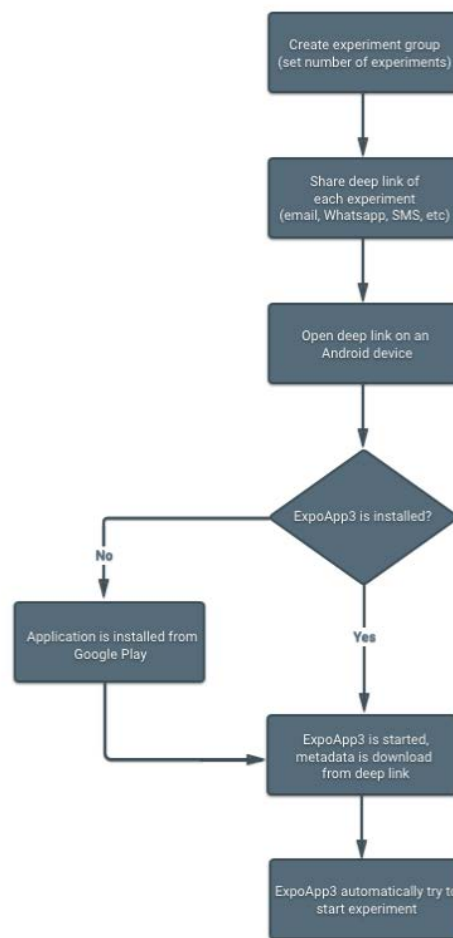 Create experiment group
(set number of experiments)
Share deep link of
each experiment
(email, Whatsapp, SMS, etc)
Open deep link on an
Android device
ExpoApp3 is installed?
No
Yes
Application is installed from
Google Play
ExpoApp3 is started,
metadata is download
from deep link
ExpoApp3 automatically try to
start experiment